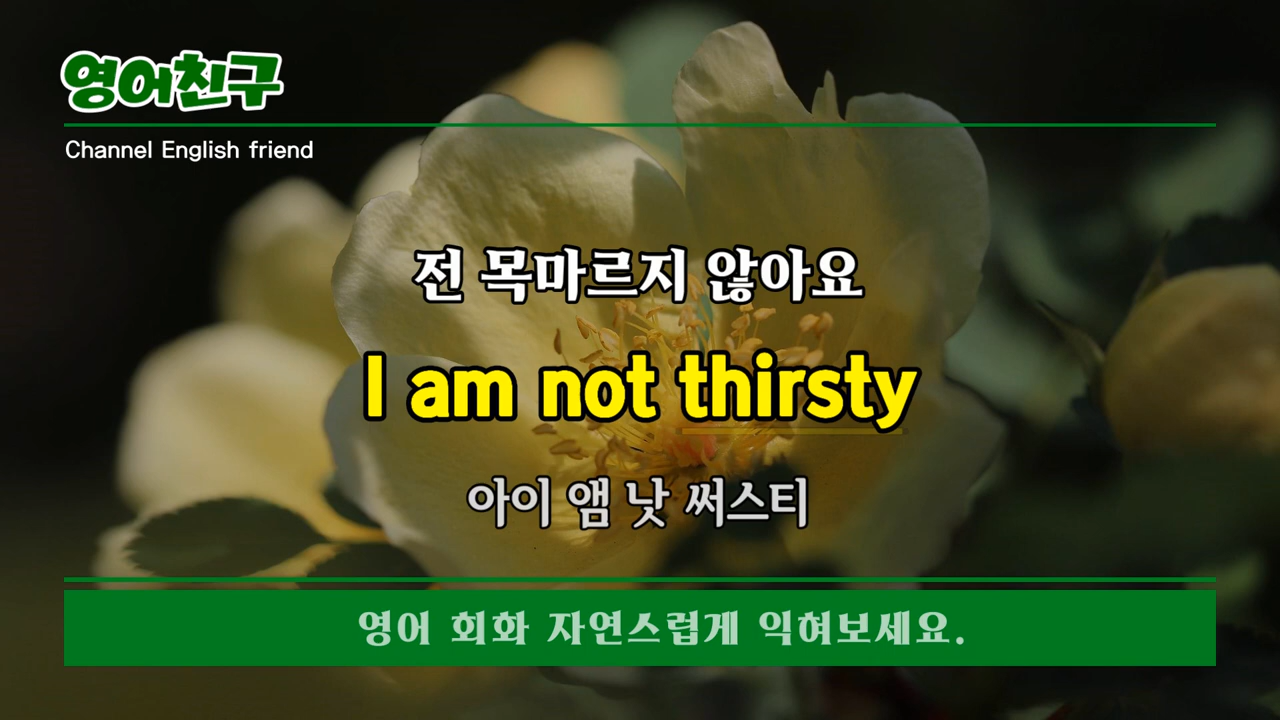 영어친구
Channel English friend
전 목마르지 않아요
I am not thirsty
아이 앰 낫 써스티
영어 회화 자연스럽게 익혀보세요.